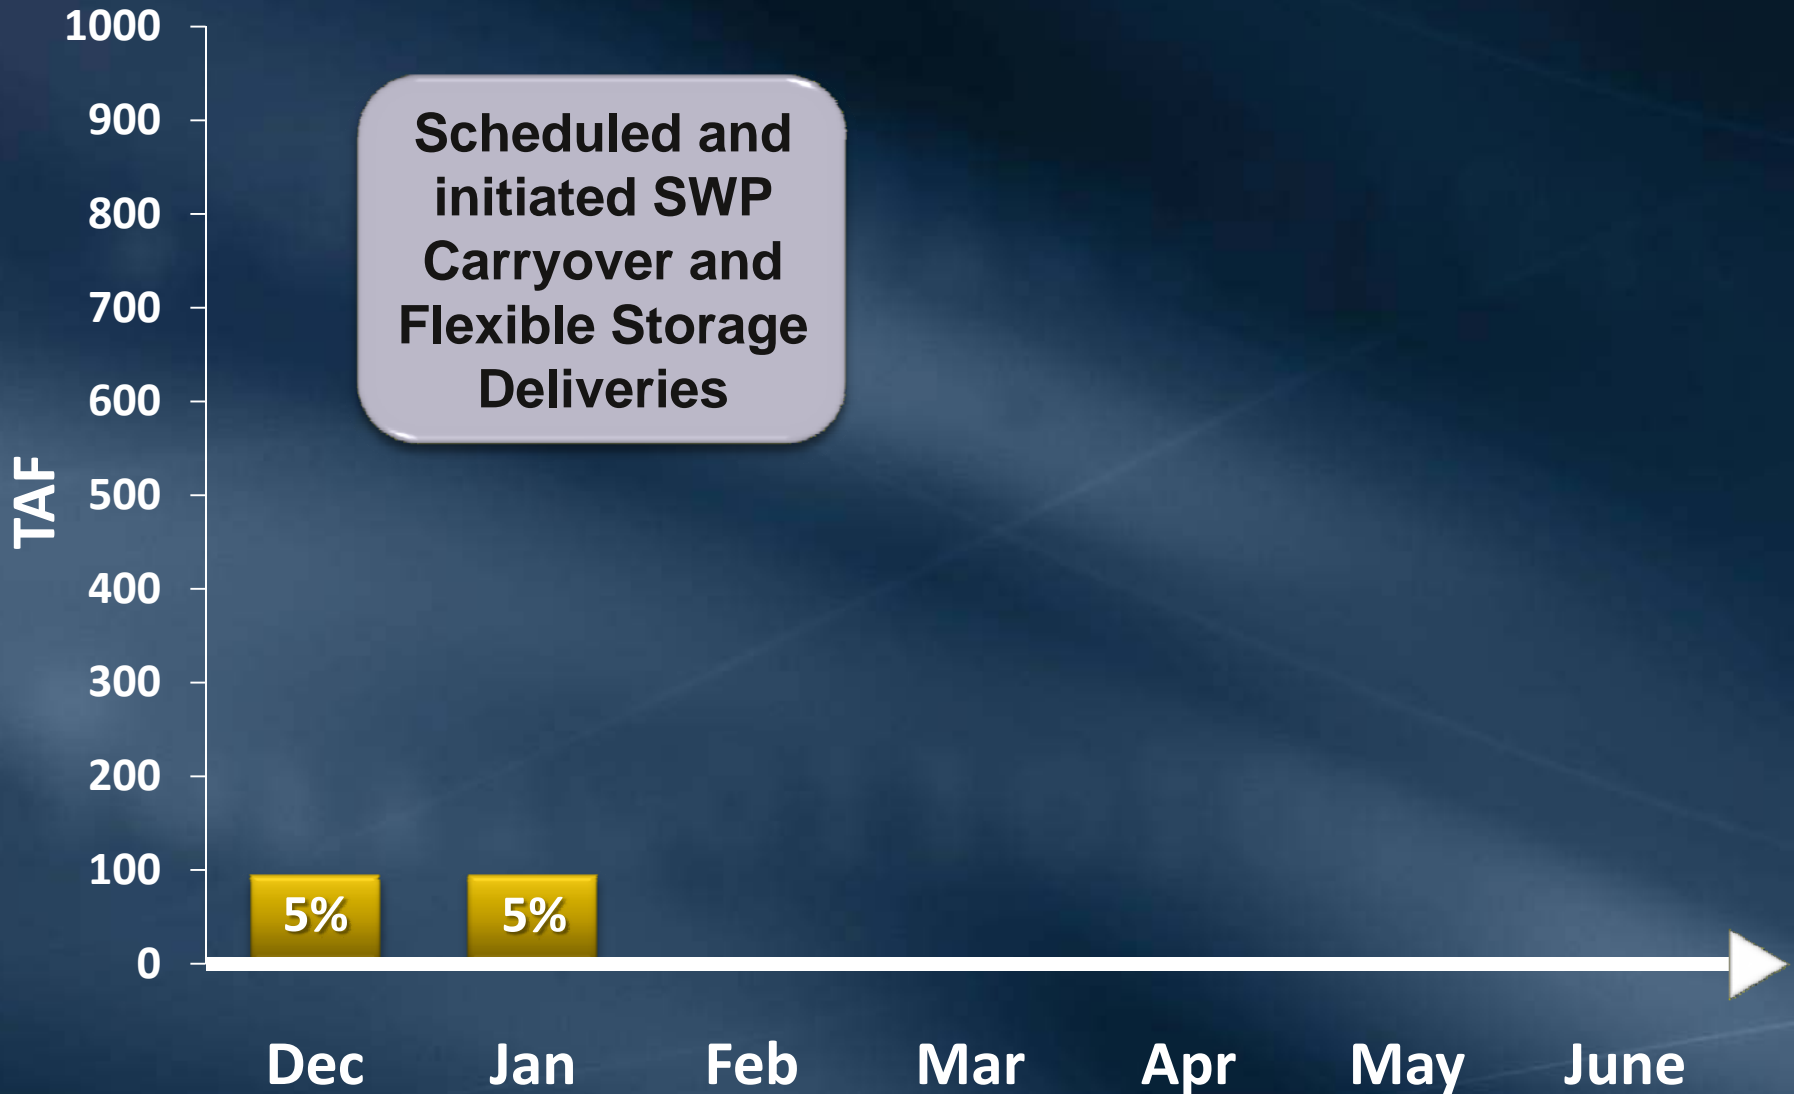 1000
900
800
700
600
500
400
300
200
100
0
TAF
Scheduled and
initiated SWP
Carryover and
Flexible Storage
Deliveries
5%
5%
Dec
Jan
Feb
Mar
Apr
May
June